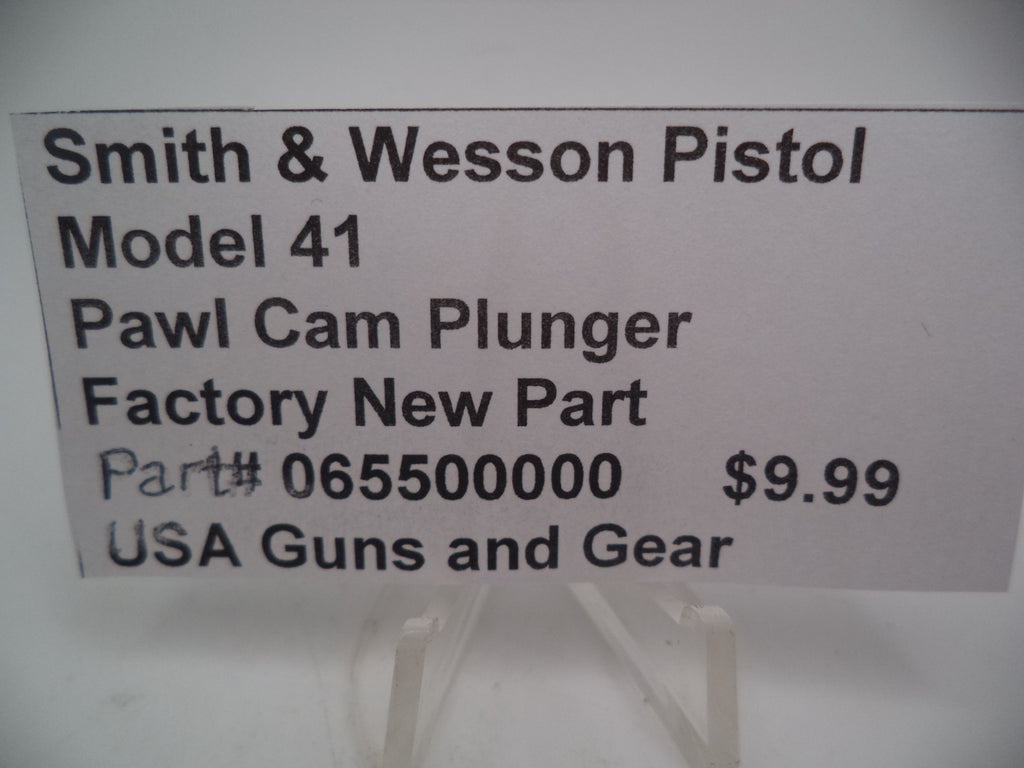 Smith & Wesson Pistol
Model 41
Pawl Cam Plunger
Factory New Part
Part# 065500000 $9.99
USA Guns and Gear